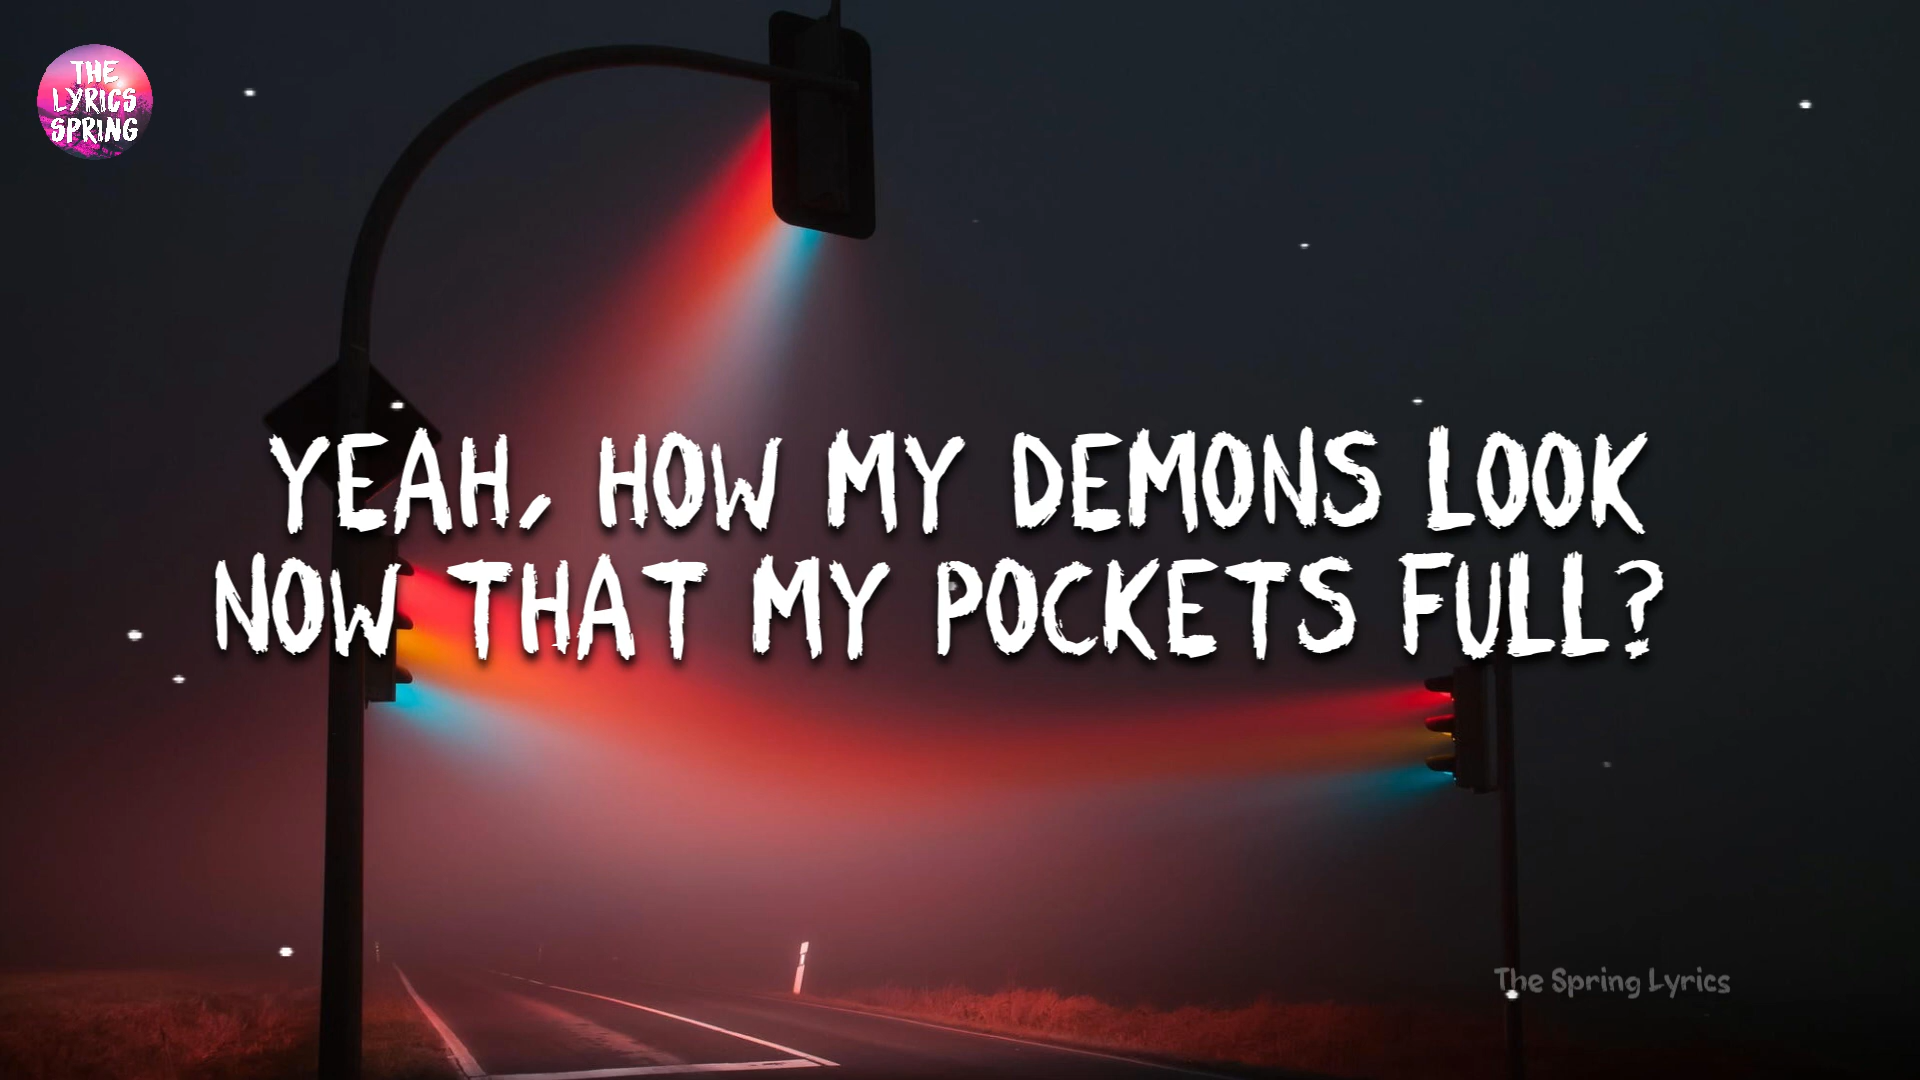 THE
LYRICS
SPRING
YEAH, HOW MY DEMONS LOOK
NOW THAT MY POCKETS FULL?
The Spring Lyrics